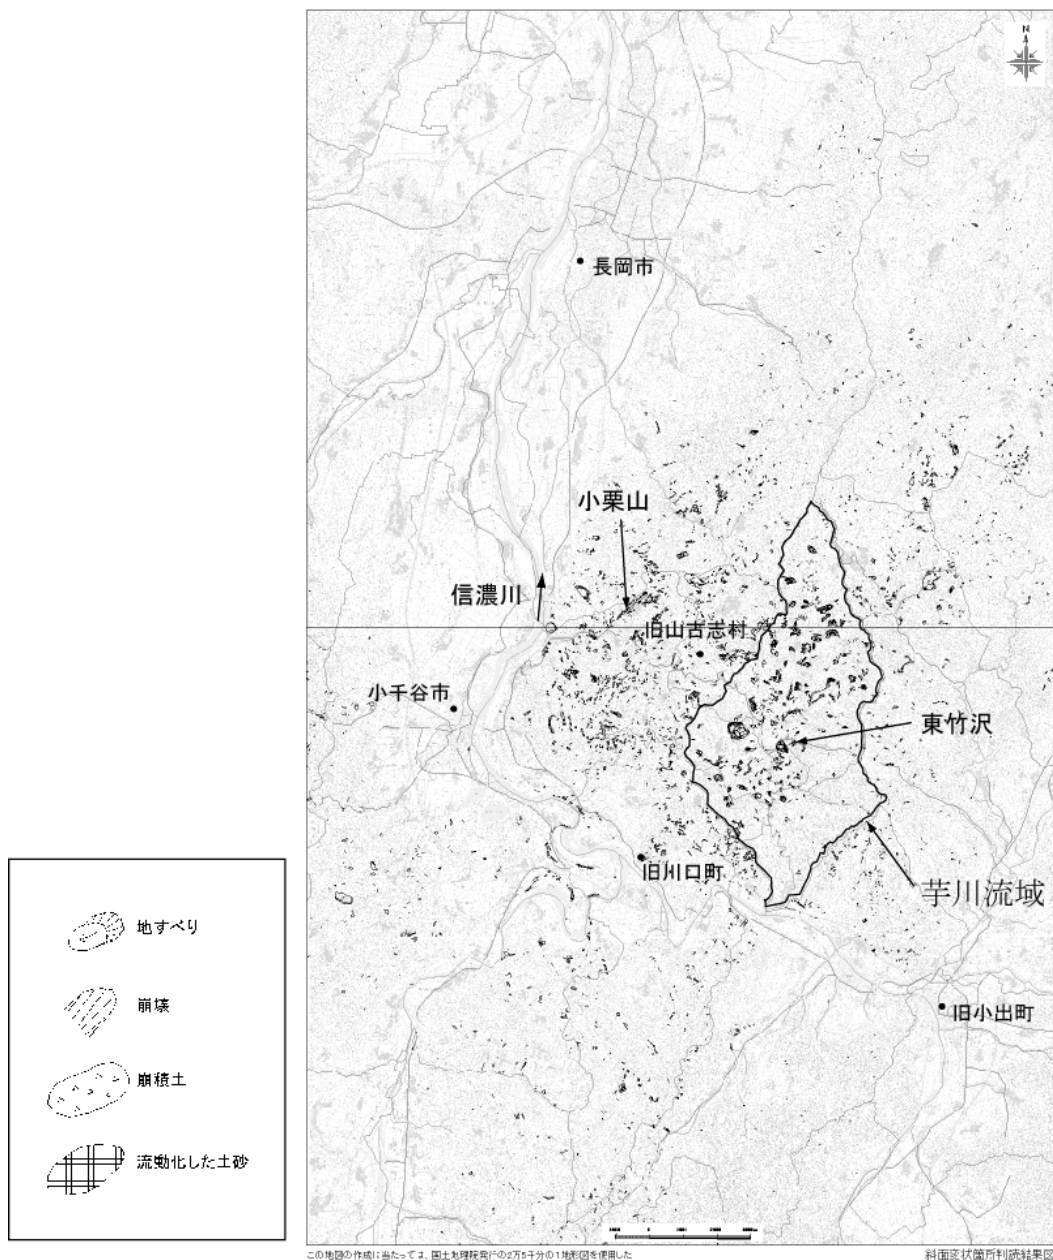 N
長岡市
小栗山
信濃川
旧山古志村
小千谷市
東竹沢
旧川口町
芋川流域
旧小出町
地すべり
崩壊
崩積土
流動化した土砂
この地図の作成に当たっては、国土地理院発行の2万5千分の1地形図を使用した
斜面変状箇所判読結果図